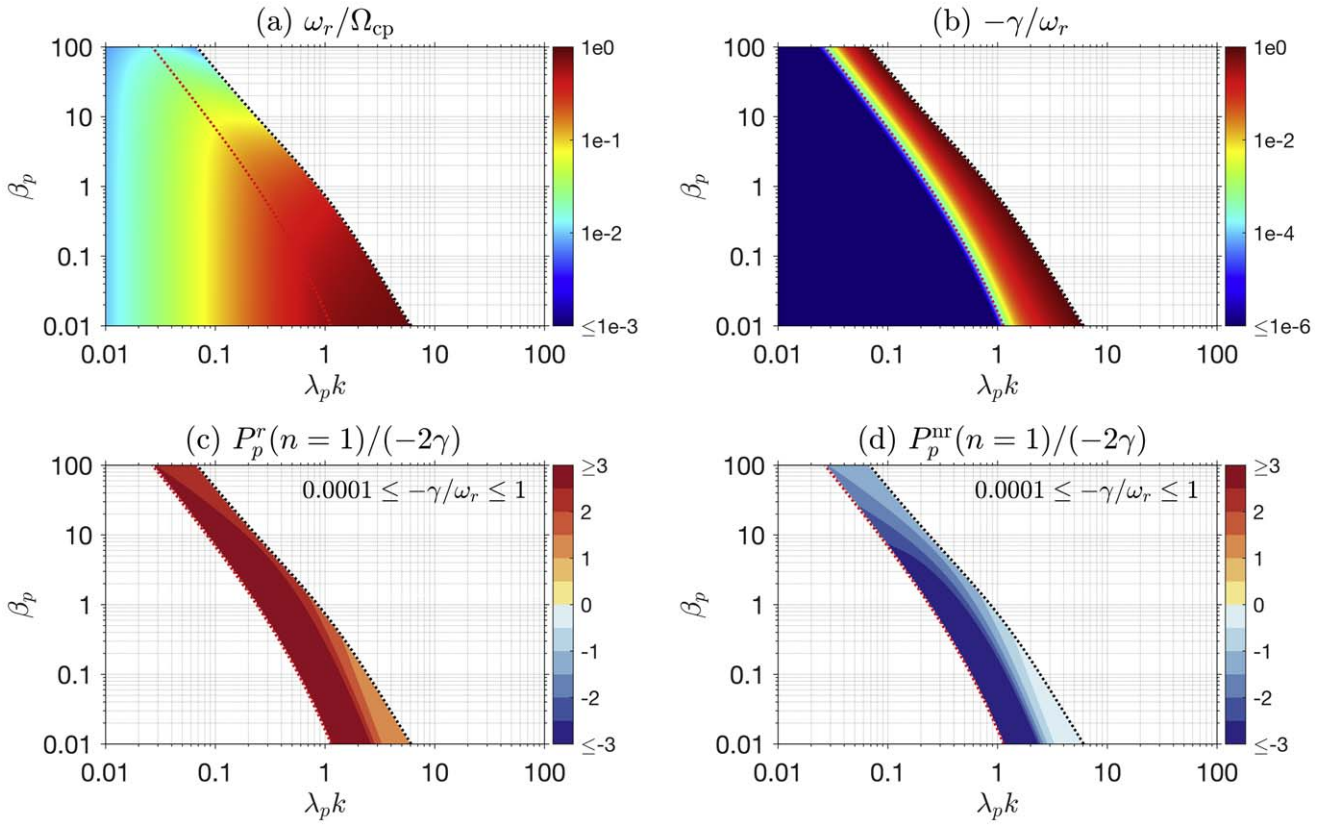 (a) ω_r/Ω_cp
100
10
1
0.1
0.01
β_p
0.01 0.1 1 10 100
λ_p k
1e0
1e-1
1e-2
≤1e-3
(b) −γ/ω_r
100
10
1
0.1
0.01
β_p
0.01 0.1 1 10 100
λ_p k
1e0
1e-2
1e-4
≤1e-6
(c) P_p^r(n = 1)/(−2γ)
0.0001 ≤ −γ/ω_r ≤ 1
100
10
1
0.1
0.01
β_p
0.01 0.1 1 10 100
λ_p k
≥3
2
1
0
-1
-2
≤-3
(d) P_p^nr(n = 1)/(−2γ)
0.0001 ≤ −γ/ω_r ≤ 1
100
10
1
0.1
0.01
β_p
0.01 0.1 1 10 100
λ_p k
≥3
2
1
0
-1
-2
≤-3